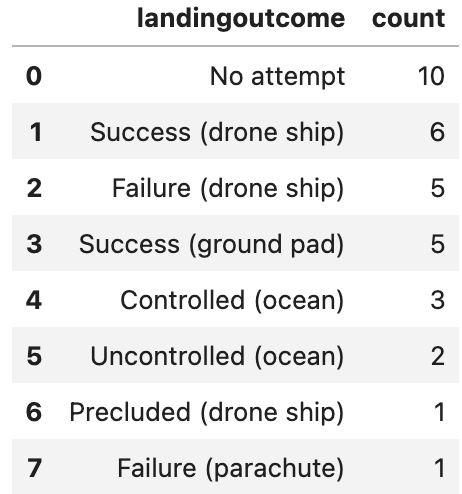 landingoutcome count
0 No attempt 10
1 Success (drone ship) 6
2 Failure (drone ship) 5
3 Success (ground pad) 5
4 Controlled (ocean) 3
5 Uncontrolled (ocean) 2
6 Precluded (drone ship) 1
7 Failure (parachute) 1